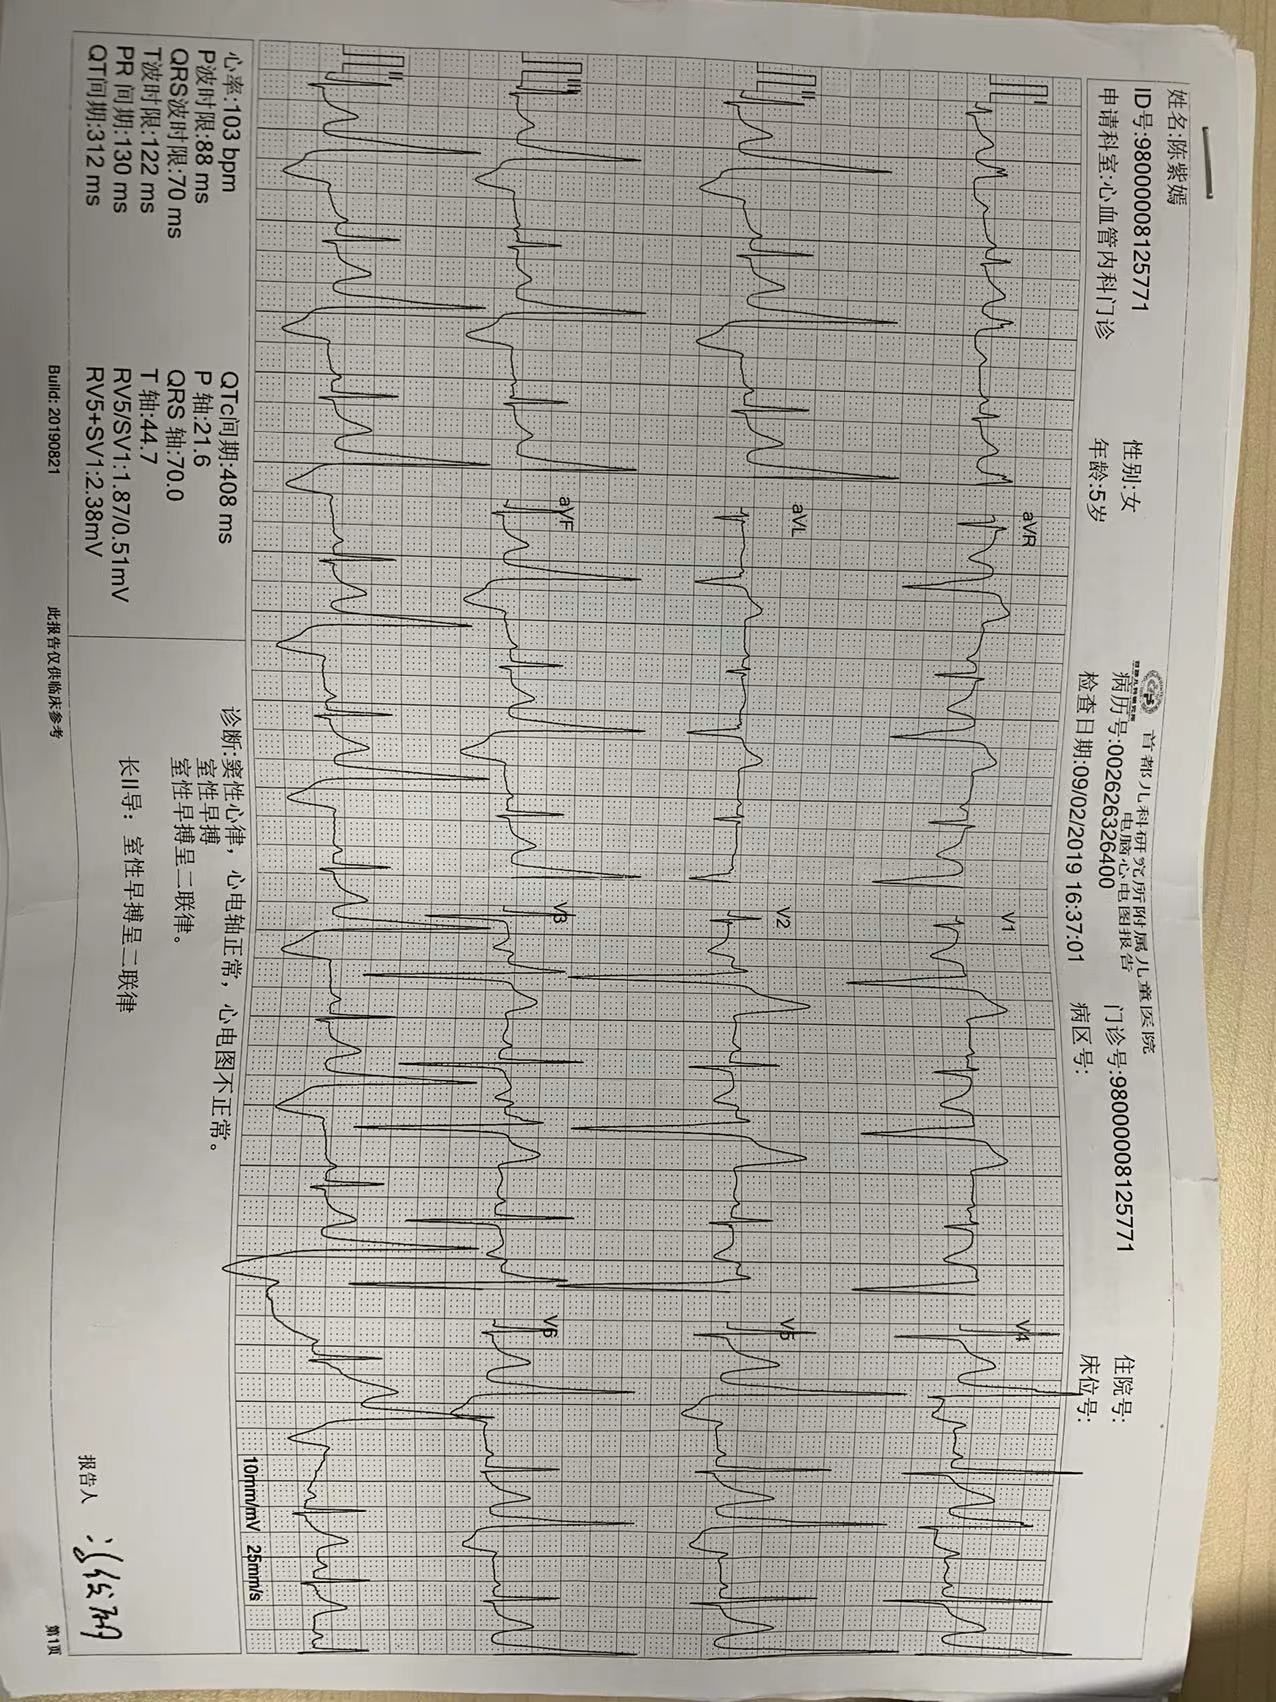 首都儿科研究所附属儿童医院
电脑心电图报告
姓名:陈紫嫣 性别:女
ID号:9800008125771 年龄:5岁 病历号:002626326400 门诊号:9800008125771 住院号:
申请科室:心血管内科门诊 检查日期:09/02/2019 16:37:01 病区号: 床位号:
I aVR V1 V4
II aVL V2 V5
III aVF V3 V6
II
10mm/mV 25mm/s
心率:103 bpm
P波时限:88 ms
QRS波时限:70 ms
T波时限:122 ms
PR 间期:130 ms
QT间期:312 ms
QTc间期:408 ms
P 轴:21.6
QRS 轴:70.0
T 轴:44.7
RV5/SV1:1.87/0.51mV
RV5+SV1:2.38mV
诊断:窦性心律，心电轴正常，心电图不正常。
室性早搏
室性早搏呈二联律。
长II导：室性早搏呈二联律
报告人
Build: 20190821 此报告仅供临床参考 第1页